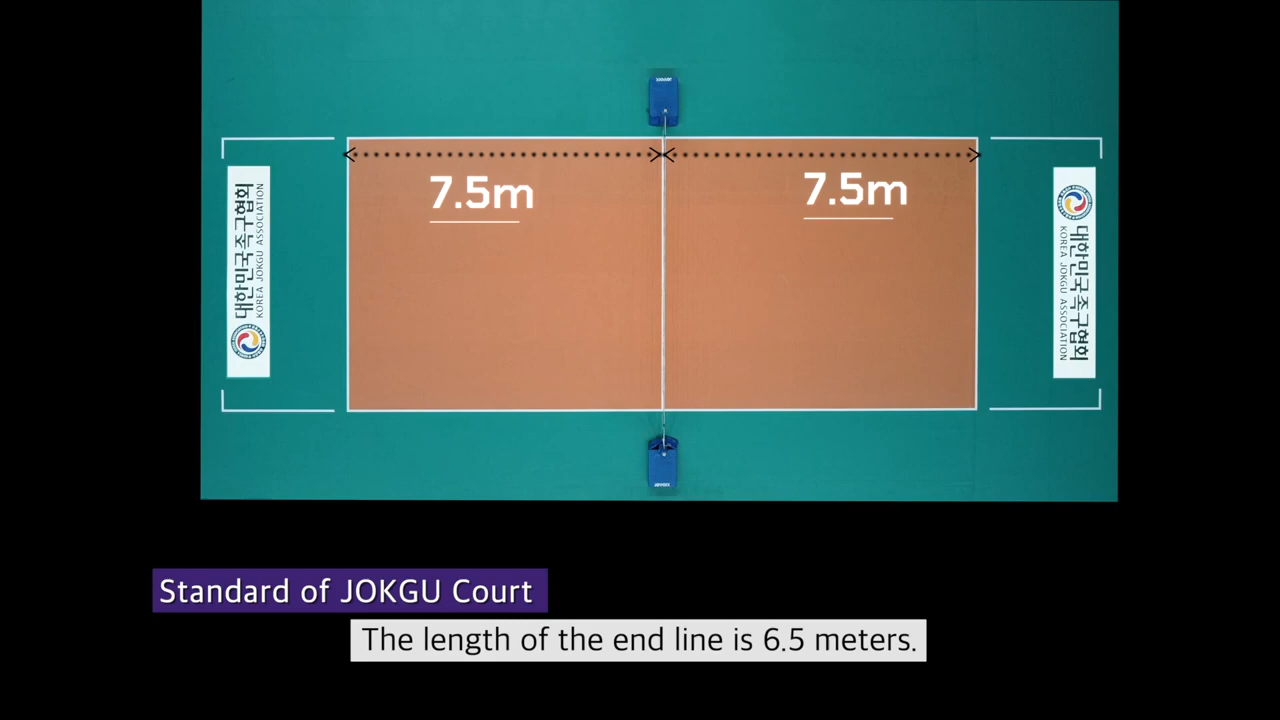 7.5m
7.5m
대한민국족구협회
KOREA JOKGU ASSOCIATION
대한민국족구협회
KOREA JOKGU ASSOCIATION
Standard of JOKGU Court
The length of the end line is 6.5 meters.